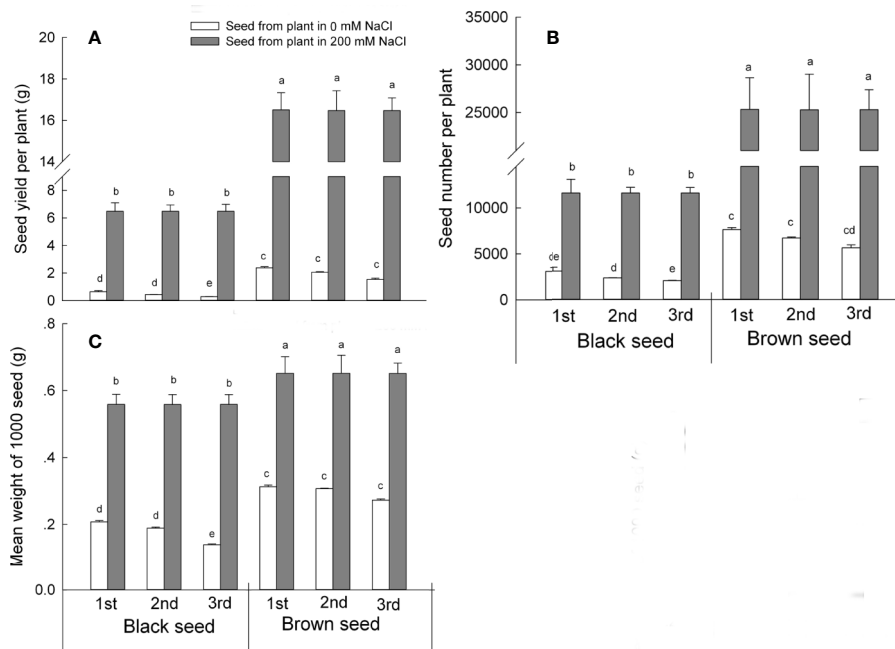 A
Seed from plant in 0 mM NaCl
Seed from plant in 200 mM NaCl
Seed yield per plant (g)
20
18
16
14
8
6
4
2
0
b b b a a a
d d e c c c
B
Seed number per plant
35000
30000
25000
10000
5000
0
b b b a a a
de d e c c cd
1st 2nd 3rd 1st 2nd 3rd
Black seed Brown seed
C
Mean weight of 1000 seed (g)
.8
.6
.4
.2
0.0
b b b a a a
d d e c c c
1st 2nd 3rd 1st 2nd 3rd
Black seed Brown seed